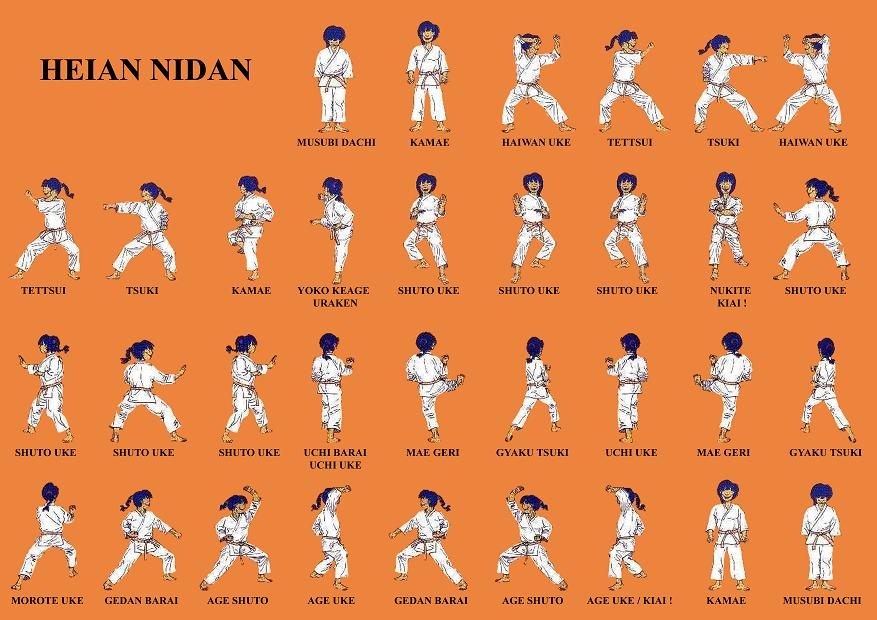 HEIAN NIDAN
MUSUBI DACHI
KAMAE
HAIWAN UKE
TETTSUI
TSUKI
HAIWAN UKE
TETTSUI
TSUKI
KAMAE
YOKO KEAGE
URAKEN
SHUTO UKE
SHUTO UKE
SHUTO UKE
NUKITE
KIAI !
SHUTO UKE
SHUTO UKE
SHUTO UKE
SHUTO UKE
UCHI BARAI
UCHI UKE
MAE GERI
GYAKU TSUKI
UCHI UKE
MAE GERI
GYAKU TSUKI
MOROTE UKE
GEDAN BARAI
AGE SHUTO
AGE UKE
GEDAN BARAI
AGE SHUTO
AGE UKE / KIAI !
KAMAE
MUSUBI DACHI